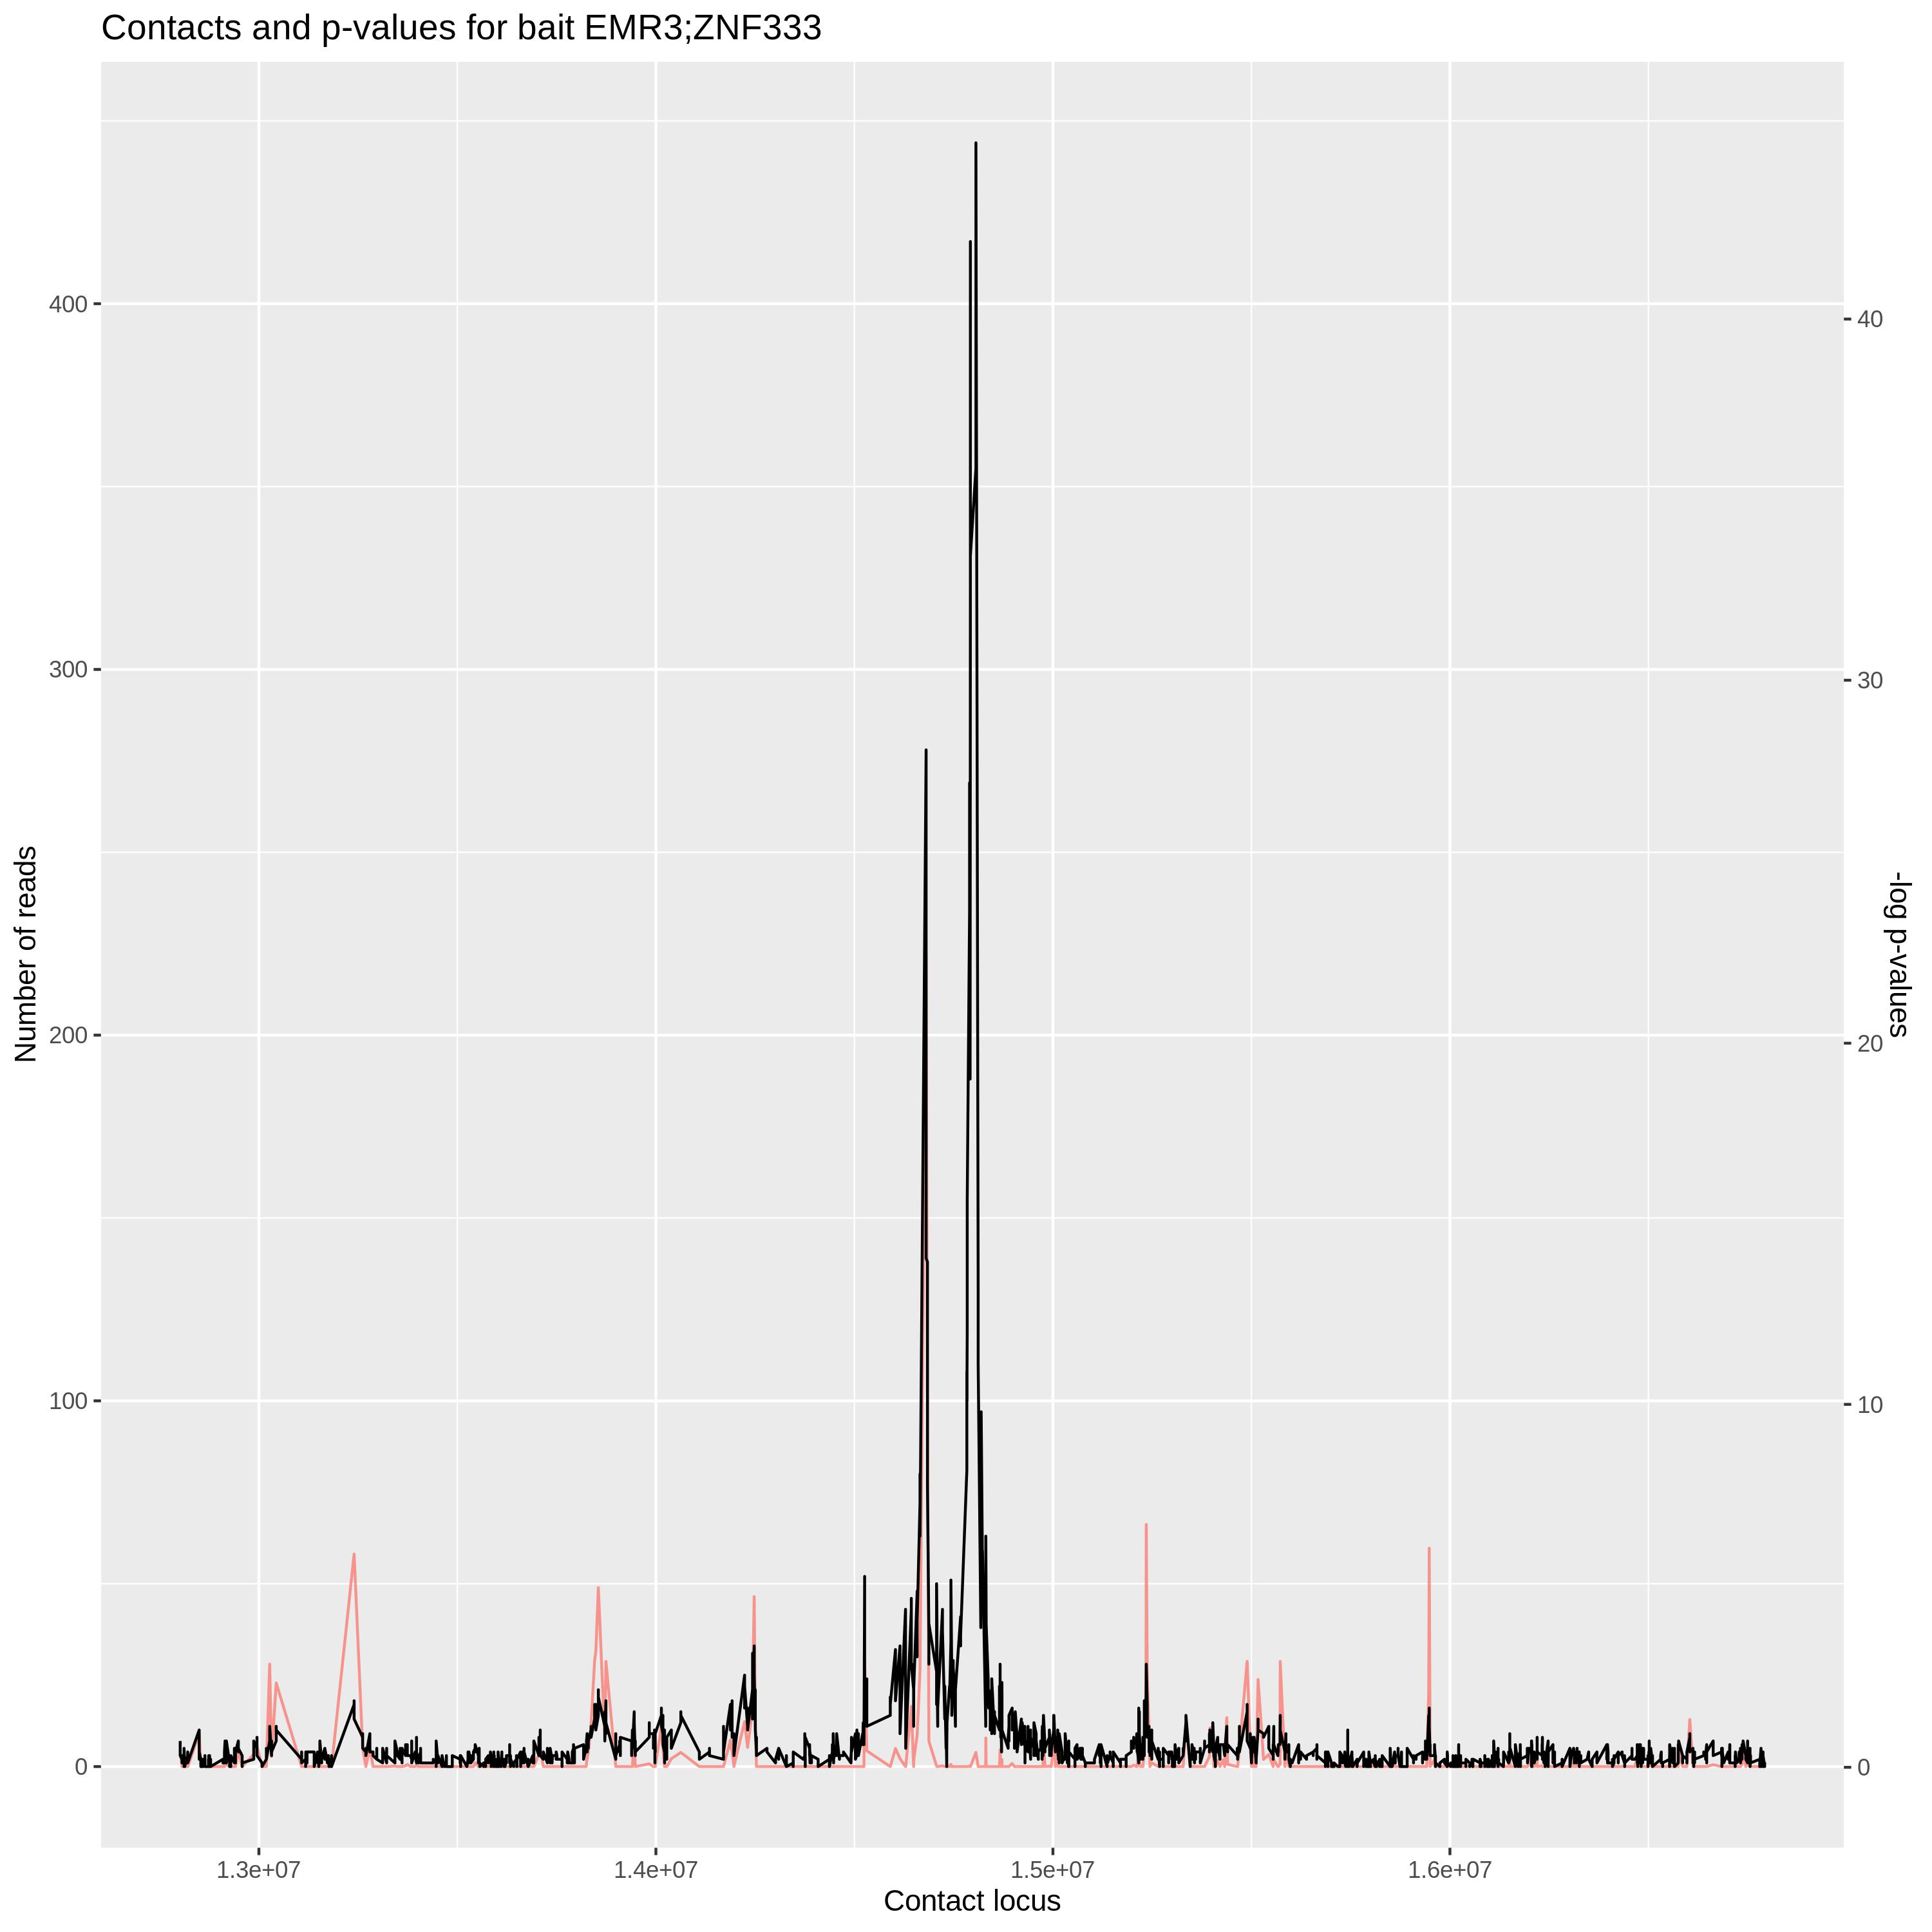 Contacts and p-values for bait EMR3;ZNF333
400
300
200
100
0
40
30
20
10
0
Number of reads
-log p-values
1.3e+07
1.4e+07
1.5e+07
1.6e+07
Contact locus